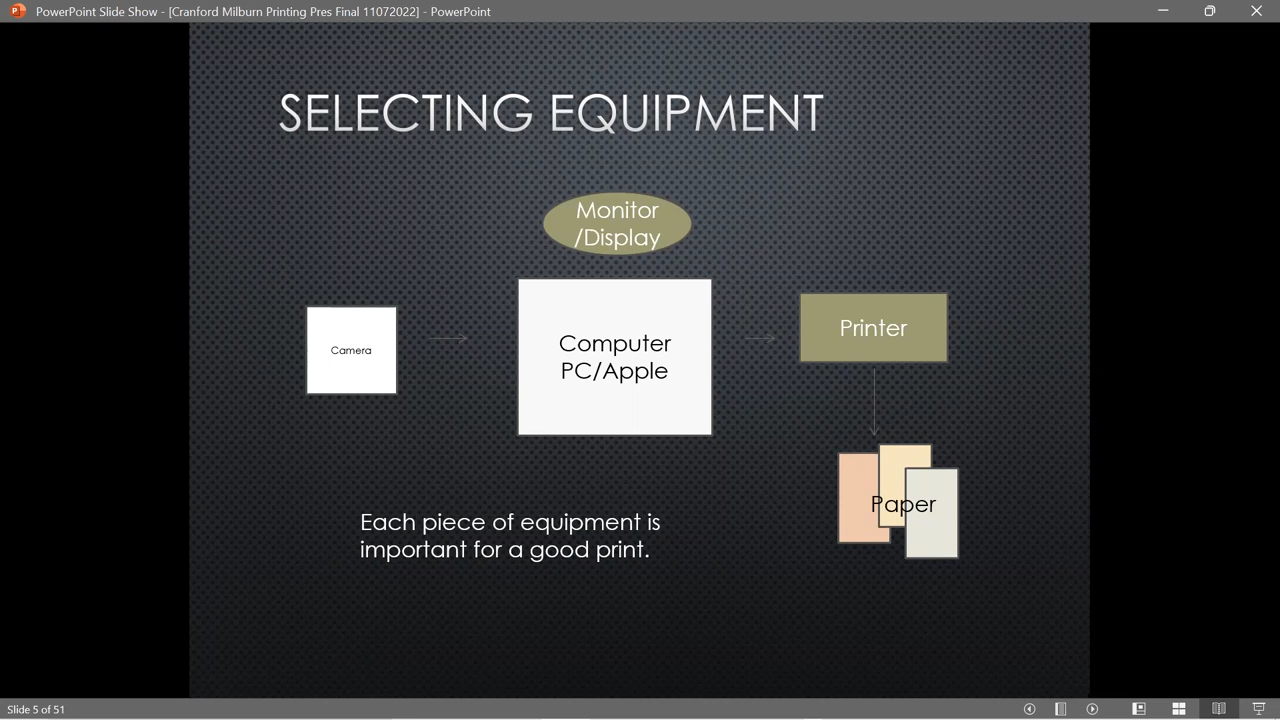 PowerPoint Slide Show - [Cranford Milburn Printing Pres Final 11072022] - PowerPoint
SELECTING EQUIPMENT
Monitor
/Display
Camera
Computer
PC/Apple
Printer
Paper
Each piece of equipment is
important for a good print.
Slide 5 of 51